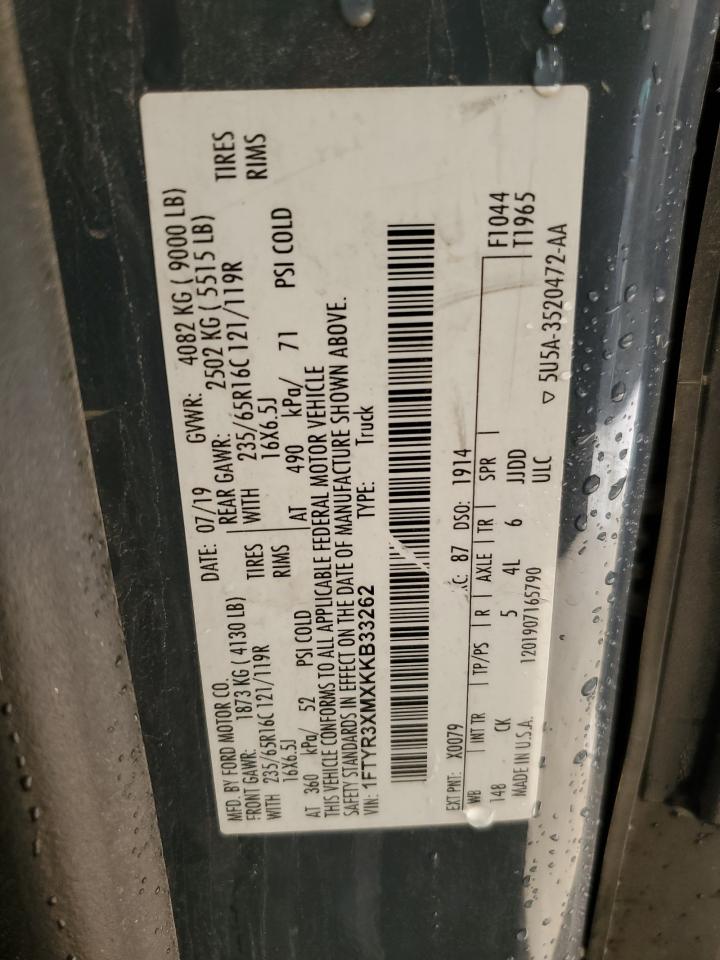 MFD. BY FORD MOTOR CO.
DATE: 07/19 GVWR: 4082 KG ( 9000 LB)
FRONT GAWR: 1873 KG ( 4130 LB) REAR GAWR: 2502 KG ( 5515 LB)
WITH 235/65R16C 121/119R TIRES WITH 235/65R16C 121/119R TIRES
16X6.5J RIMS 16X6.5J RIMS
AT 360 kPa/ 52 PSI COLD AT 490 kPa/ 71 PSI COLD
THIS VEHICLE CONFORMS TO ALL APPLICABLE FEDERAL MOTOR VEHICLE
SAFETY STANDARDS IN EFFECT ON THE DATE OF MANUFACTURE SHOWN ABOVE.
VIN: 1FTYR3XMXKKB33262 TYPE: Truck
EXT PNT: X0079 C: 87 DSO: 1914 F1044
WB INT TR TP/PS R AXLE TR SPR T1965
148 CK 5 4L 6 JJDD
MADE IN U.S.A. 1201907165790 ULC ▽ 5U5A-3520472-AA